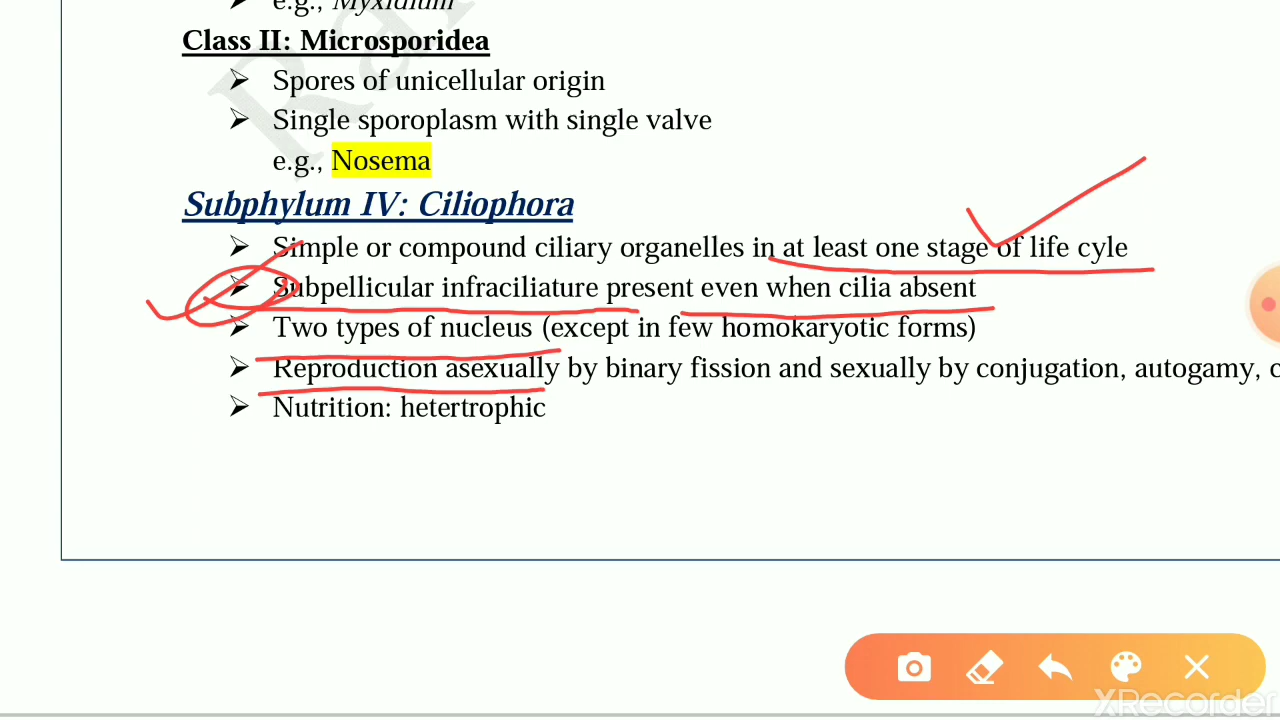 e.g., Myxidium
Class II: Microsporidea
➤ Spores of unicellular origin
➤ Single sporoplasm with single valve
e.g., Nosema
Subphylum IV: Ciliophora
➤ Simple or compound ciliary organelles in at least one stage of life cyle
➤ Subpellicular infraciliature present even when cilia absent
➤ Two types of nucleus (except in few homokaryotic forms)
➤ Reproduction asexually by binary fission and sexually by conjugation, autogamy,
➤ Nutrition: hetertrophic
XRecorder